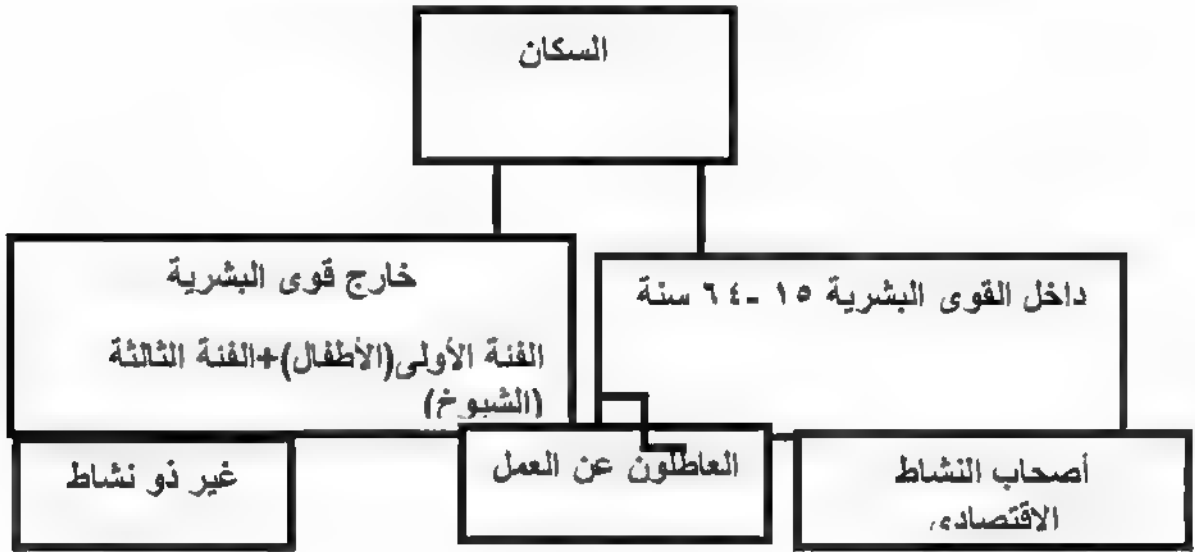 السكان
داخل القوى البشرية ١٥ -٦٤ سنة
خارج قوى البشرية
الفئة الأولى(الأطفال)+الفئة الثالثة
(الشيوخ)
أصحاب النشاط
الاقتصادى
العاطلون عن العمل
غير ذو نشاط